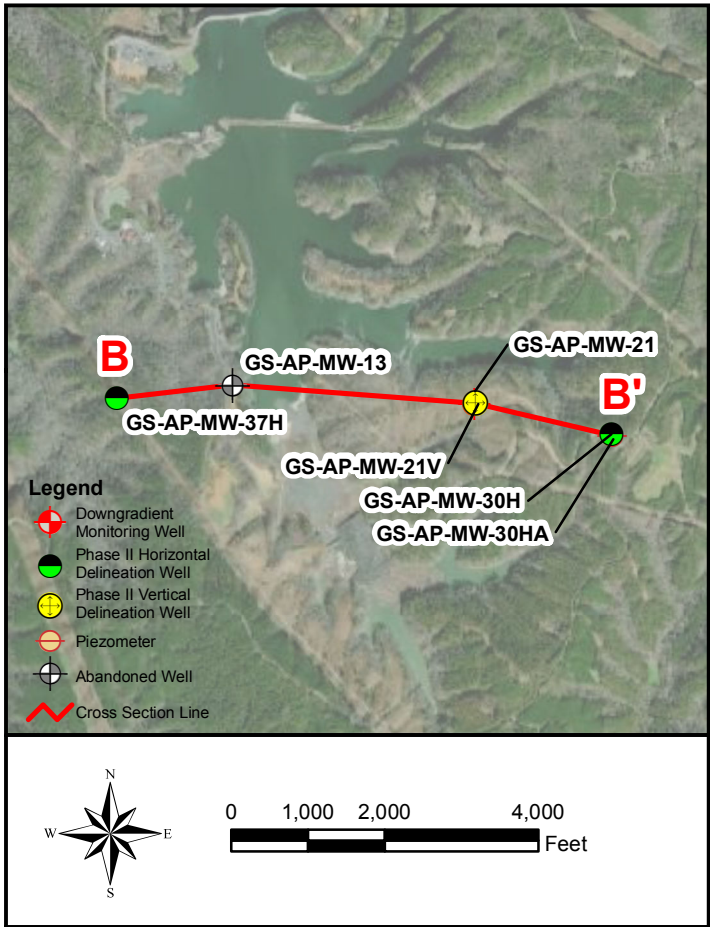 GS-AP-MW-21
B
GS-AP-MW-13
B'
GS-AP-MW-37H
GS-AP-MW-21V
GS-AP-MW-30H
GS-AP-MW-30HA
Legend
Downgradient
Monitoring Well
Phase II Horizontal
Delineation Well
Phase II Vertical
Delineation Well
Piezometer
Abandoned Well
Cross Section Line
N
W
E
S
0 1,000 2,000 4,000
Feet